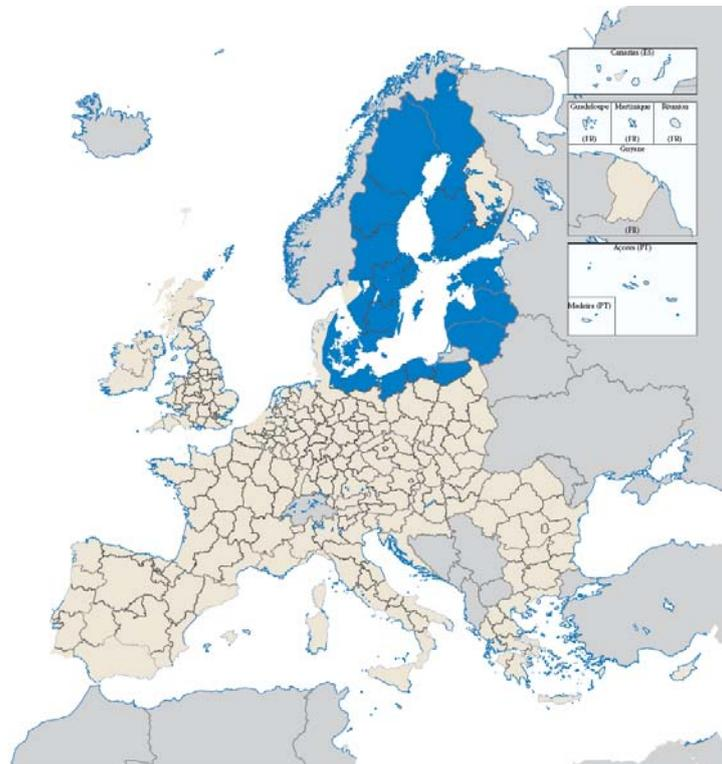 Canarias (ES)
Guadeloupe Martinique Réunion
(FR) (FR) (FR)
Guyane
(FR)
Açores (PT)
Madeira (PT)